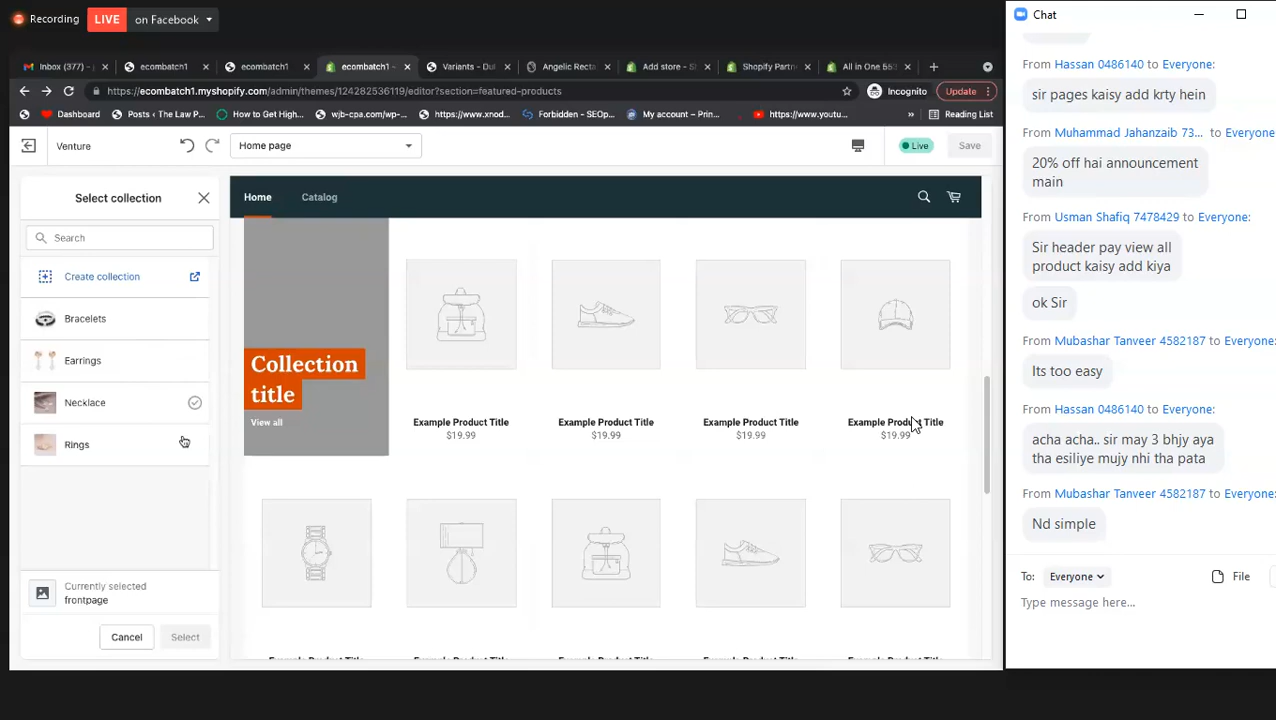 Recording LIVE on Facebook
Inbox (377) -
ecombatch1
ecombatch1
ecombatch1 -
Variants - Dul
Angelic Recta
Add store - S
Shopify Partn
All in One 553
https://ecombatch1.myshopify.com/admin/themes/124282536119/editor?section=featured-products
Incognito
Update
Dashboard
Posts ‹ The Law P...
How to Get High...
wjb-cpa.com/wp-...
https://www.xnod...
Forbidden - SEOp...
My account – Prin...
https://www.youtu...
Reading List
Venture
Home page
Live
Save
Select collection
Search
Create collection
Bracelets
Earrings
Necklace
Rings
Currently selected
frontpage
Cancel
Select
Home
Catalog
Collection
title
View all
Example Product Title
$19.99
Example Product Title
$19.99
Example Product Title
$19.99
Example Product Title
$19.99
Chat
From Hassan 0486140 to Everyone:
sir pages kaisy add krty hein
From Muhammad Jahanzaib 73... to Everyone
20% off hai announcement
main
From Usman Shafiq 7478429 to Everyone:
Sir header pay view all
product kaisy add kiya
ok Sir
From Mubashar Tanveer 4582187 to Everyone:
Its too easy
From Hassan 0486140 to Everyone:
acha acha.. sir may 3 bhjy aya
tha esiliye mujy nhi tha pata
From Mubashar Tanveer 4582187 to Everyone:
Nd simple
To: Everyone
File
Type message here...